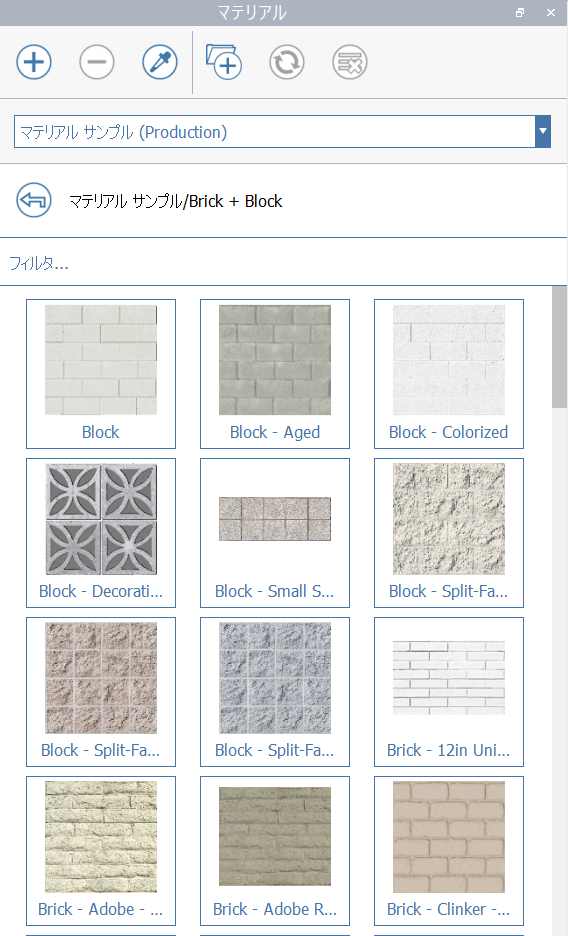 マテリアル
マテリアル サンプル (Production)
マテリアル サンプル/Brick + Block
フィルタ...
Block
Block - Aged
Block - Colorized
Block - Decorati...
Block - Small S...
Block - Split-Fa...
Block - Split-Fa...
Block - Split-Fa...
Brick - 12in Uni...
Brick - Adobe - ...
Brick - Adobe R...
Brick - Clinker -...